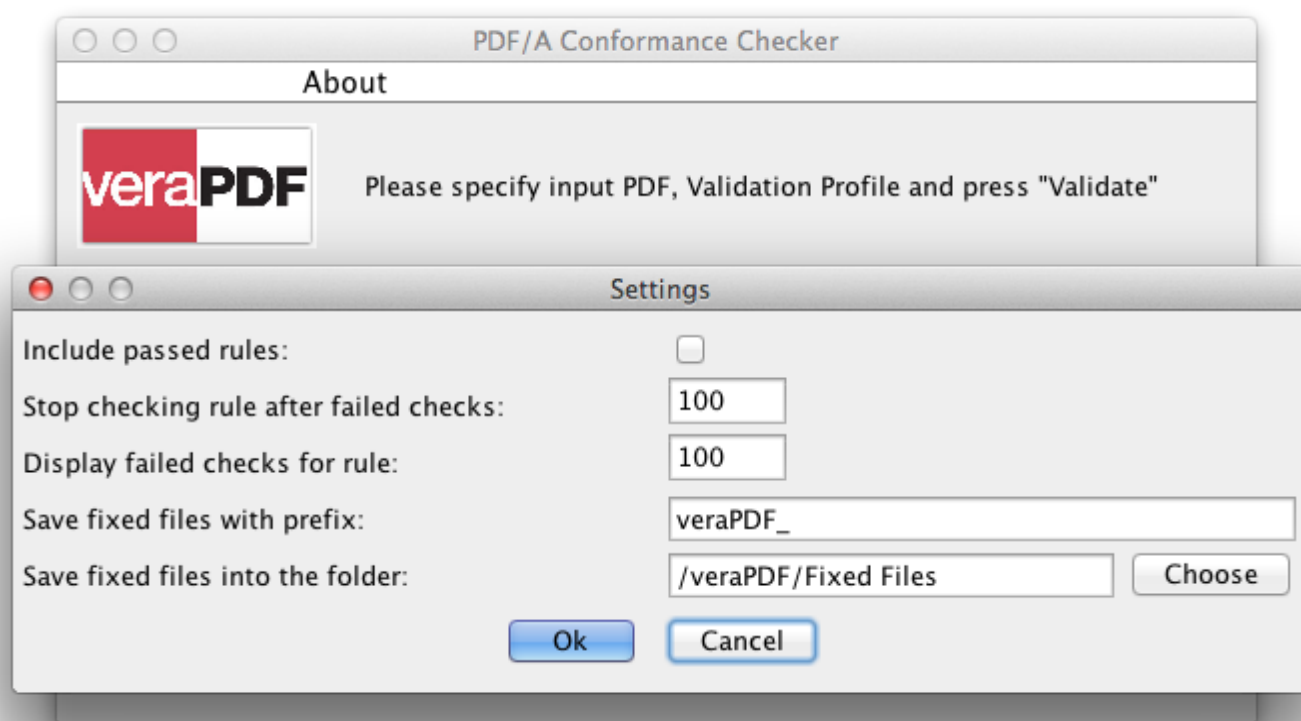 PDF/A Conformance Checker
About
veraPDF
Please specify input PDF, Validation Profile and press "Validate"
Settings
Include passed rules:
Stop checking rule after failed checks: 100
Display failed checks for rule: 100
Save fixed files with prefix: veraPDF_
Save fixed files into the folder: /veraPDF/Fixed Files Choose
Ok Cancel